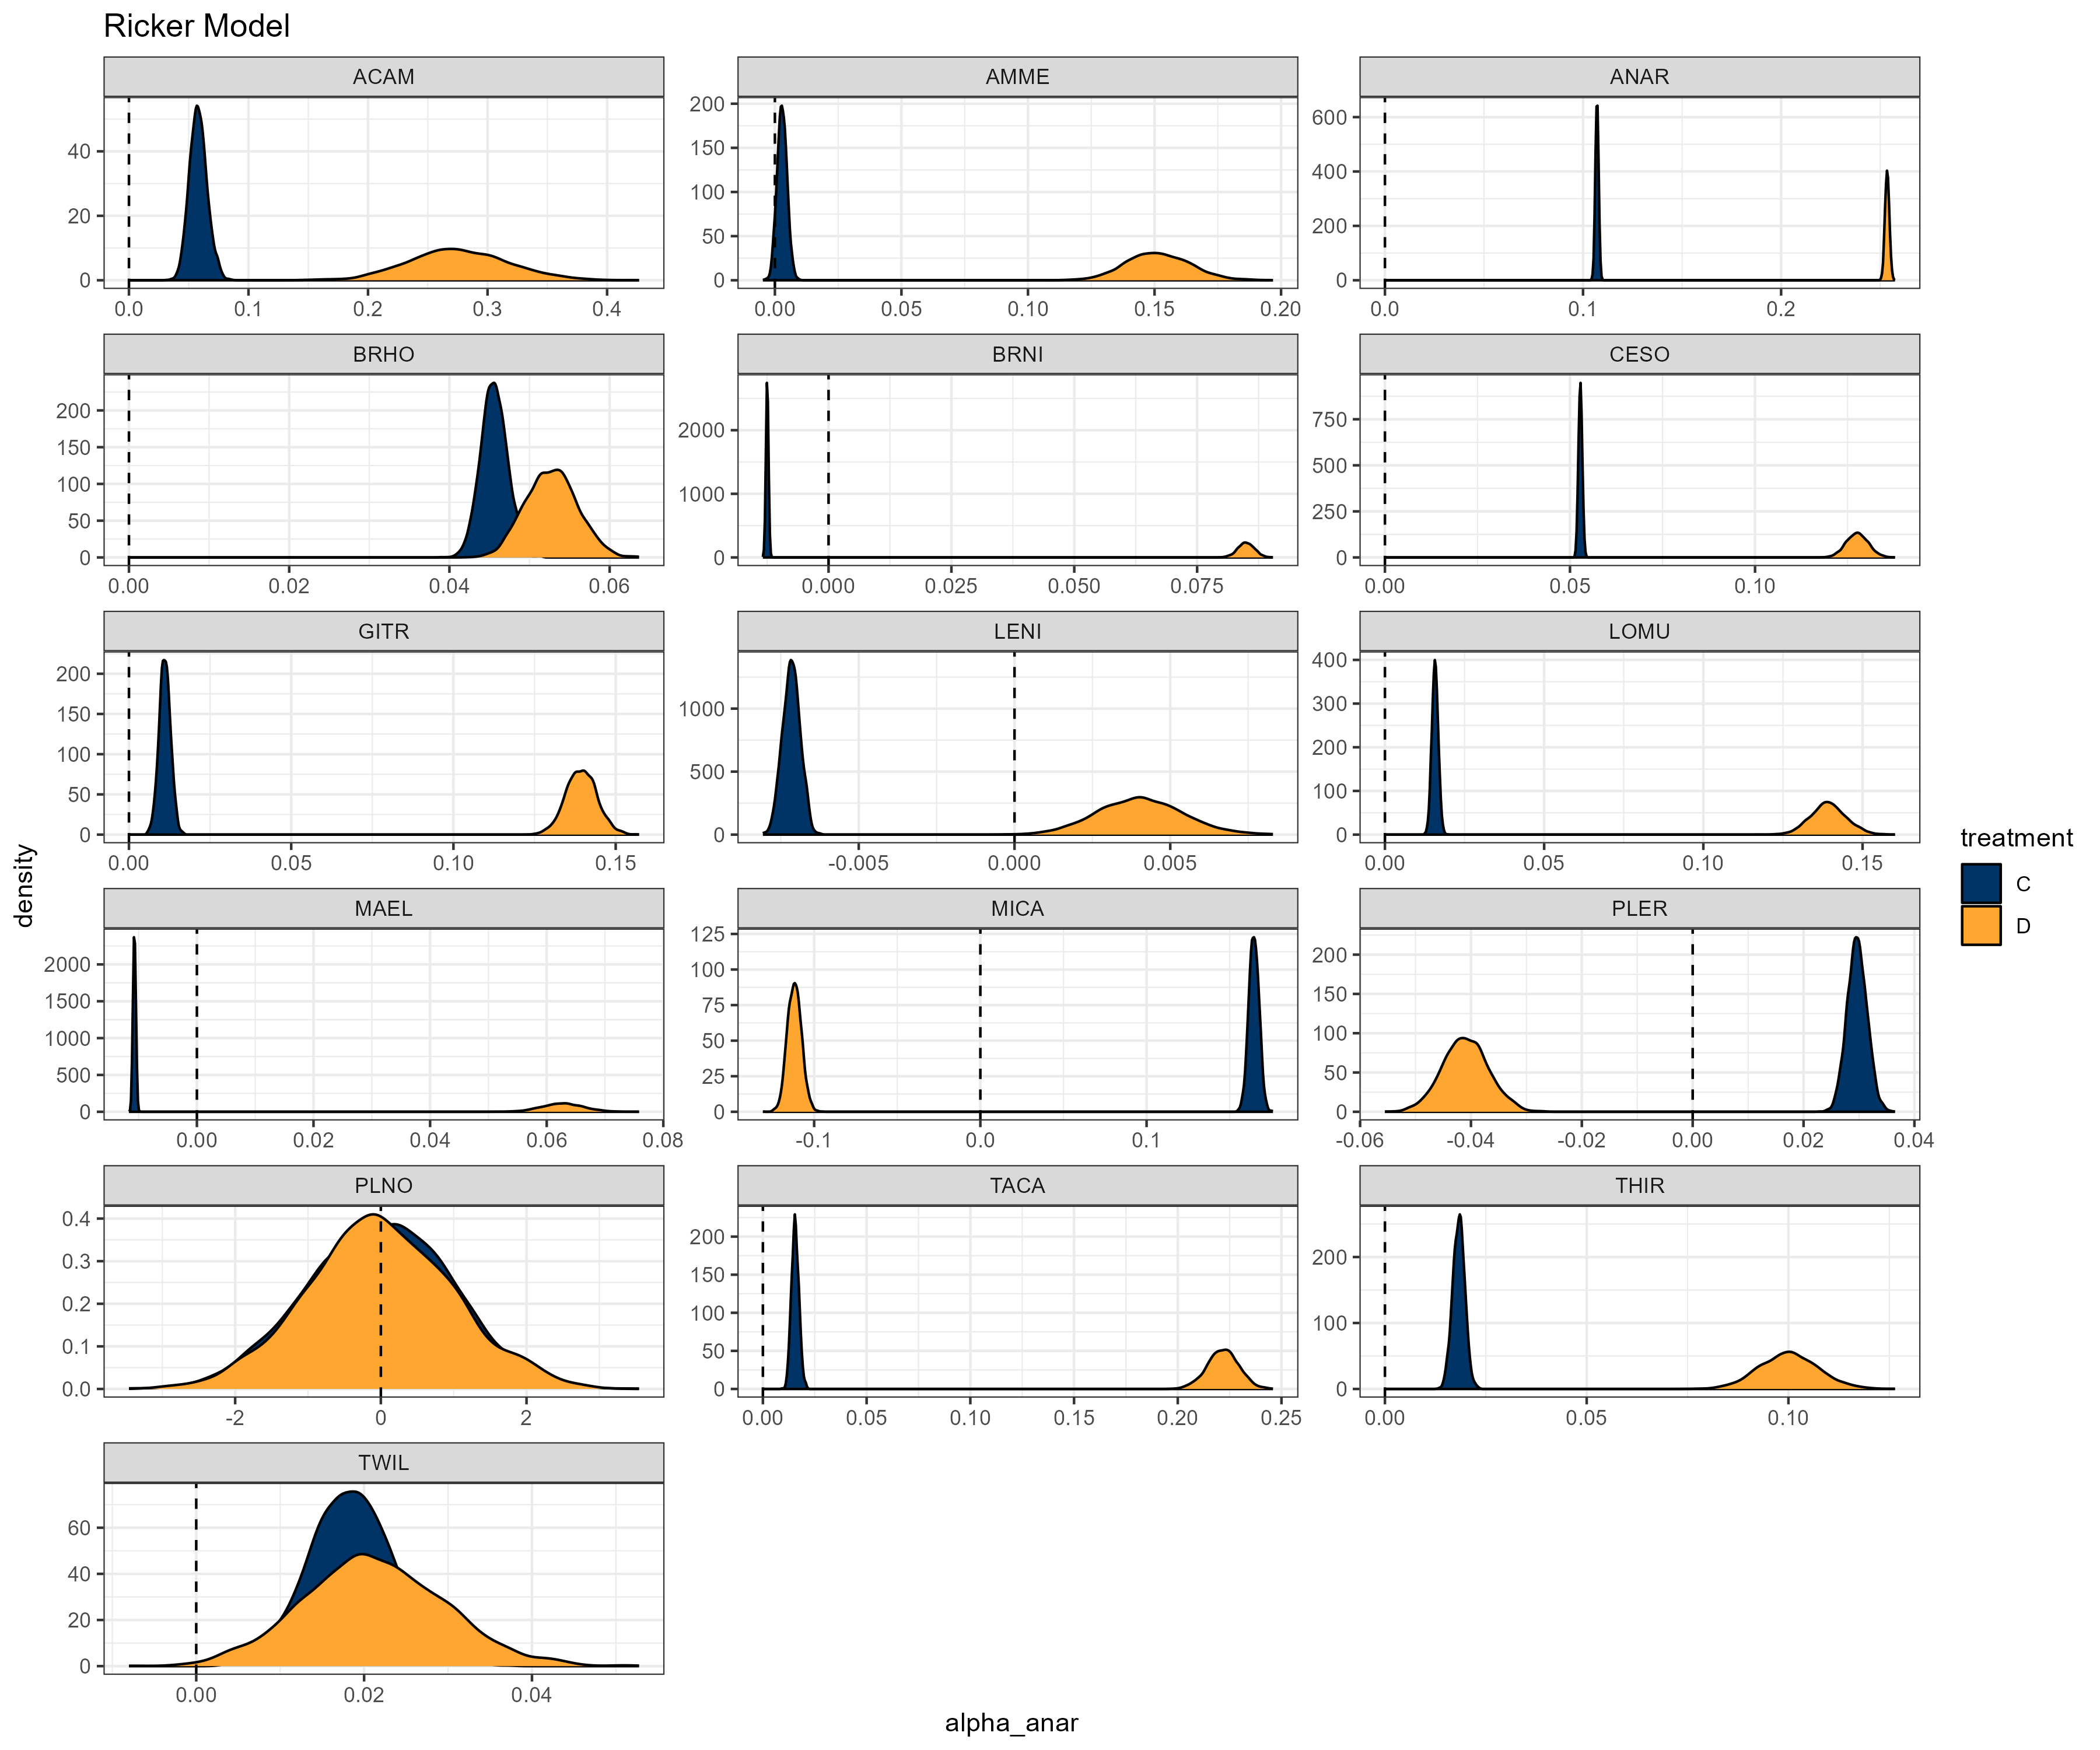 Ricker Model
ACAM AMME ANAR
40
20
0
0.0 0.1 0.2 0.3 0.4
200
150
100
50
0
0.00 0.05 0.10 0.15 0.20
600
400
200
0
0.0 0.1 0.2
BRHO BRNI CESO
200
150
100
50
0
0.00 0.02 0.04 0.06
2000
1000
0
0.000 0.025 0.050 0.075
750
500
250
0
0.00 0.05 0.10
GITR LENI LOMU
200
150
100
50
0
0.00 0.05 0.10 0.15
1000
500
0
-0.005 0.000 0.005
400
300
200
100
0
0.00 0.05 0.10 0.15
MAEL MICA PLER
2000
1500
1000
500
0
0.00 0.02 0.04 0.06 0.08
125
100
75
50
25
0
-0.1 0.0 0.1
200
150
100
50
0
-0.06 -0.04 -0.02 0.00 0.02 0.04
PLNO TACA THIR
0.4
0.3
0.2
0.1
0.0
-2 0 2
200
150
100
50
0
0.00 0.05 0.10 0.15 0.20 0.25
200
100
0
0.00 0.05 0.10
TWIL
60
40
20
0
0.00 0.02 0.04
density
alpha_anar
treatment
C
D